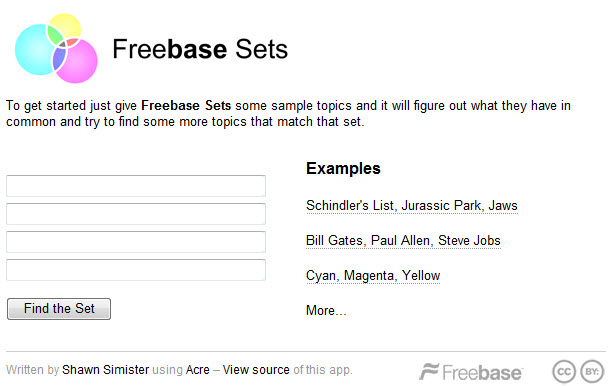 Freebase Sets
To get started just give Freebase Sets some sample topics and it will figure out what they have in
common and try to find some more topics that match that set.
Find the Set
Examples
Schindler's List, Jurassic Park, Jaws
Bill Gates, Paul Allen, Steve Jobs
Cyan, Magenta, Yellow
More...
Written by Shawn Simister using Acre – View source of this app.
Freebase
CC BY: